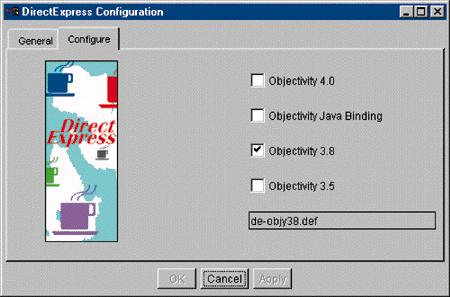 DirectExpress Configuration
General Configure
Direct
Express
Objectivity 4.0
Objectivity Java Binding
Objectivity 3.8
Objectivity 3.5
de-objy38.def
OK Cancel Apply